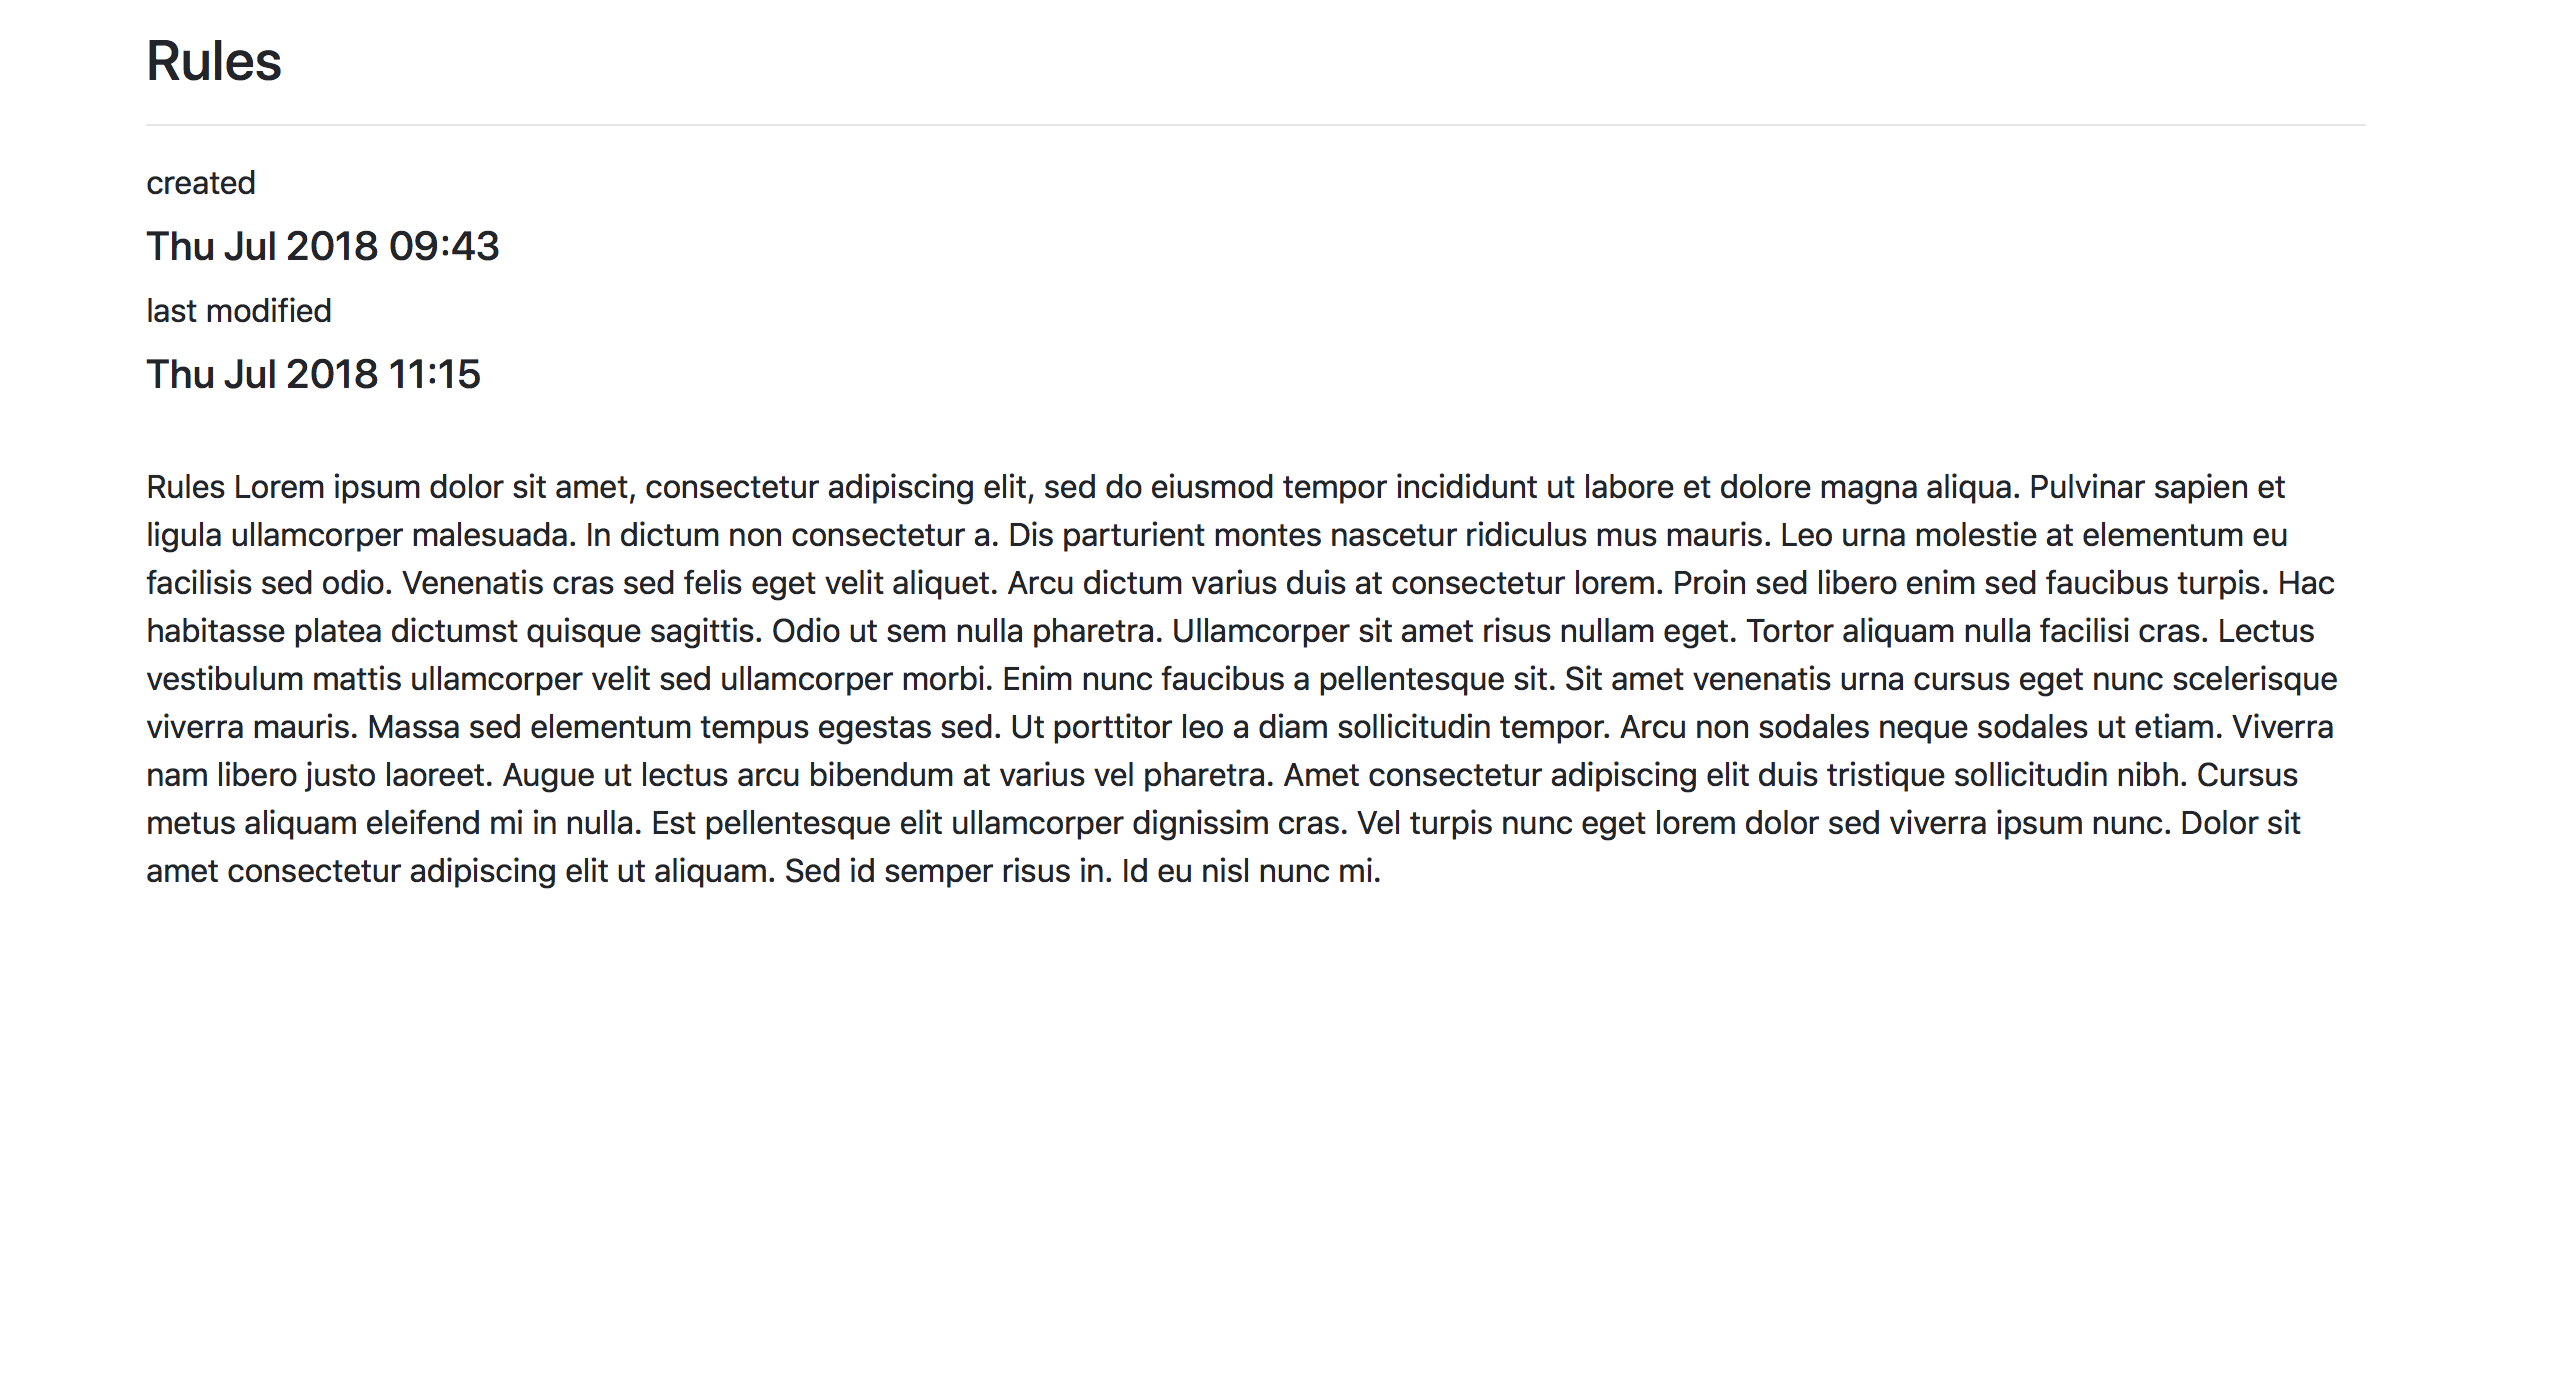 Rules
created
Thu Jul 2018 09:43
last modified
Thu Jul 2018 11:15
Rules Lorem ipsum dolor sit amet, consectetur adipiscing elit, sed do eiusmod tempor incididunt ut labore et dolore magna aliqua. Pulvinar sapien et
ligula ullamcorper malesuada. In dictum non consectetur a. Dis parturient montes nascetur ridiculus mus mauris. Leo urna molestie at elementum eu
facilisis sed odio. Venenatis cras sed felis eget velit aliquet. Arcu dictum varius duis at consectetur lorem. Proin sed libero enim sed faucibus turpis. Hac
habitasse platea dictumst quisque sagittis. Odio ut sem nulla pharetra. Ullamcorper sit amet risus nullam eget. Tortor aliquam nulla facilisi cras. Lectus
vestibulum mattis ullamcorper velit sed ullamcorper morbi. Enim nunc faucibus a pellentesque sit. Sit amet venenatis urna cursus eget nunc scelerisque
viverra mauris. Massa sed elementum tempus egestas sed. Ut porttitor leo a diam sollicitudin tempor. Arcu non sodales neque sodales ut etiam. Viverra
nam libero justo laoreet. Augue ut lectus arcu bibendum at varius vel pharetra. Amet consectetur adipiscing elit duis tristique sollicitudin nibh. Cursus
metus aliquam eleifend mi in nulla. Est pellentesque elit ullamcorper dignissim cras. Vel turpis nunc eget lorem dolor sed viverra ipsum nunc. Dolor sit
amet consectetur adipiscing elit ut aliquam. Sed id semper risus in. Id eu nisl nunc mi.